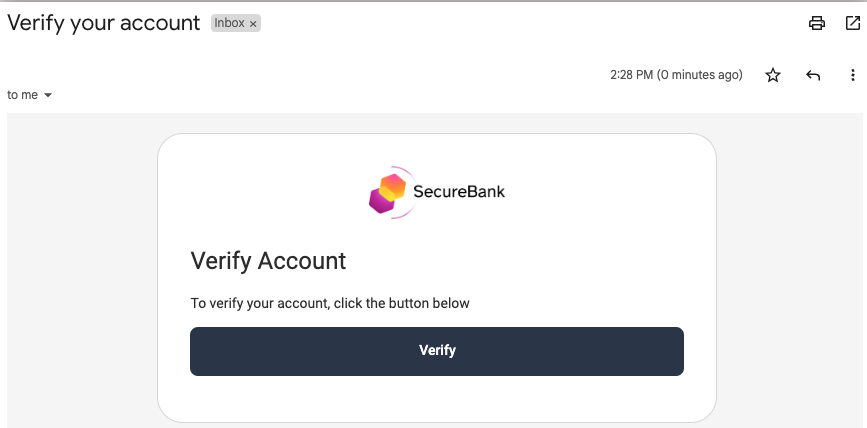 Verify your account Inbox ×
2:28 PM (0 minutes ago)
to me
SecureBank
Verify Account
To verify your account, click the button below
Verify